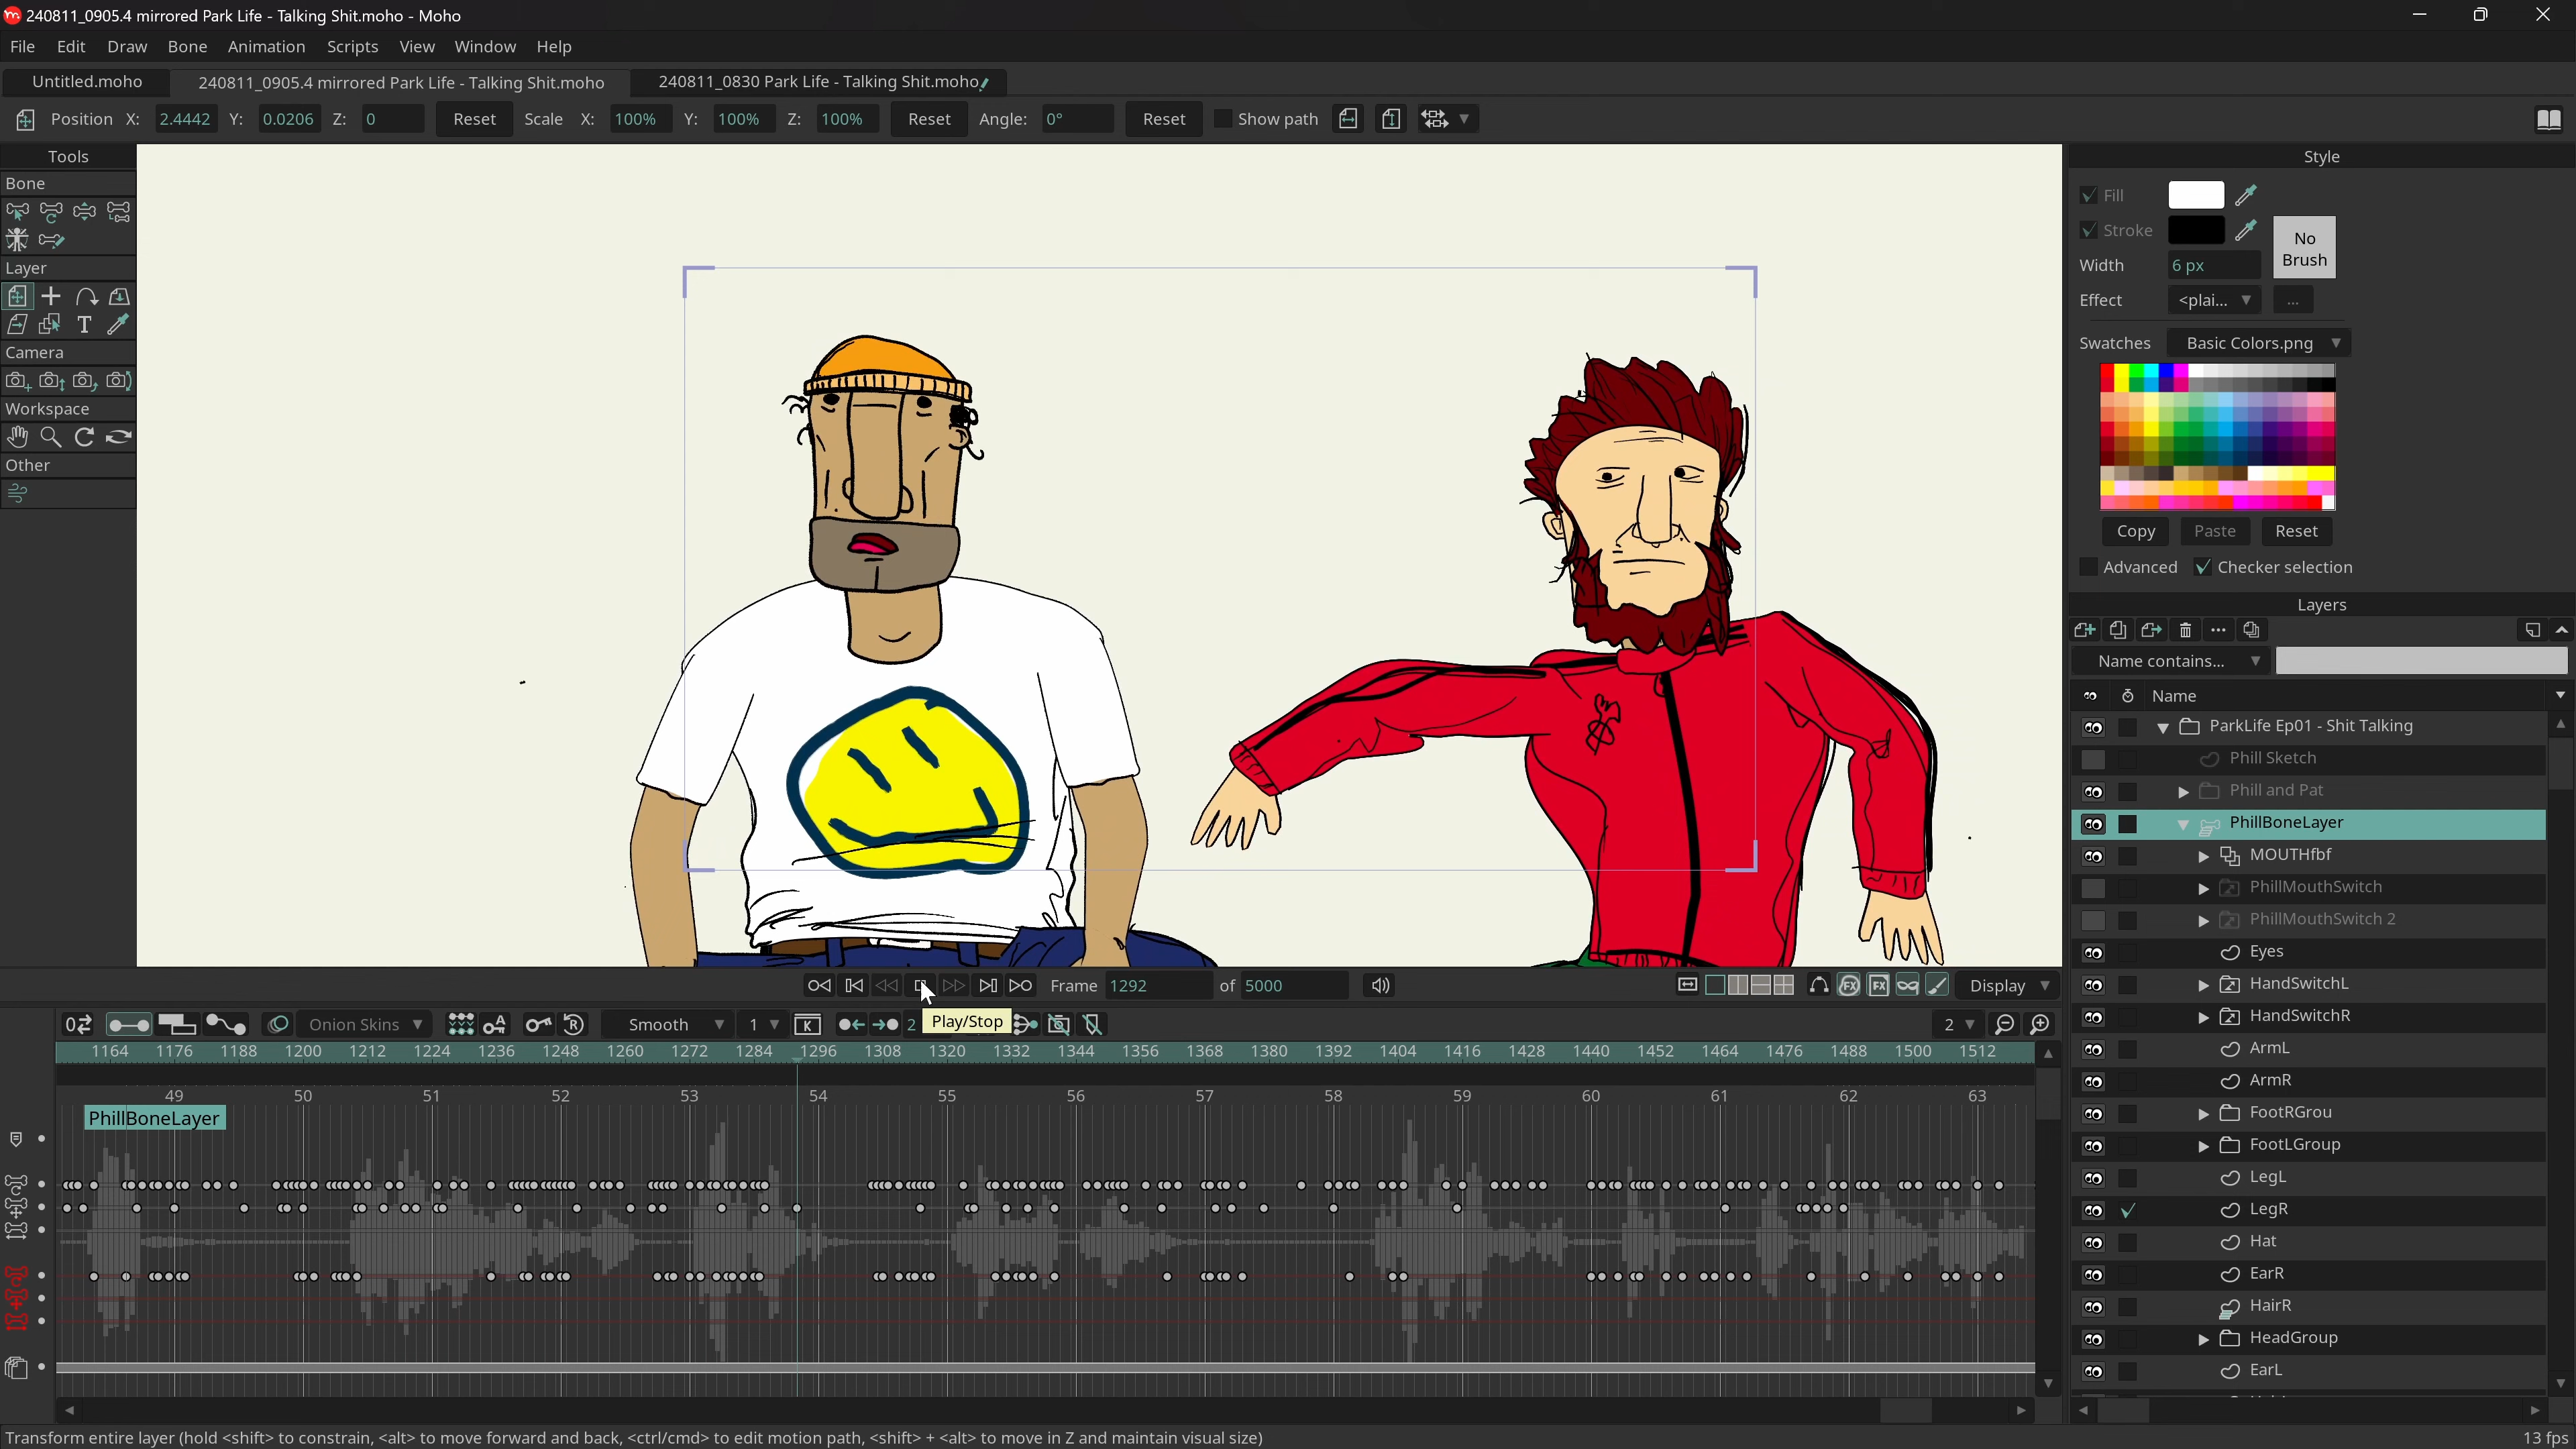 240811_0905.4 mirrored Park Life - Talking Shit.moho - Moho
File Edit Draw Bone Animation Scripts View Window Help
Untitled.moho 240811_0905.4 mirrored Park Life - Talking Shit.moho 240811_0830 Park Life - Talking Shit.moho
Position X: 2.4442 Y: 0.0206 Z: 0 Reset Scale X: 100% Y: 100% Z: 100% Reset Angle: 0° Reset Show path
Tools
Bone
Layer
T
Camera
Workspace
Other
Style
Fill
Stroke
No Brush
Width 6 px
Effect <plai... ...
Swatches Basic Colors.png
Copy Paste Reset
Advanced Checker selection
Layers
Name contains...
Name
ParkLife Ep01 - Shit Talking
Phill Sketch
Phill and Pat
PhillBoneLayer
MOUTHfbf
PhillMouthSwitch
PhillMouthSwitch 2
Eyes
HandSwitchL
HandSwitchR
ArmL
ArmR
FootRGrou
FootLGroup
LegL
LegR
Hat
EarR
HairR
HeadGroup
EarL
Frame 1292 of 5000 Display
Onion Skins Smooth 1 2 2
Play/Stop
1164 1176 1188 1200 1212 1224 1236 1248 1260 1272 1284 1296 1308 1320 1332 1344 1356 1368 1380 1392 1404 1416 1428 1440 1452 1464 1476 1488 1500 1512
49 50 51 52 53 54 55 56 57 58 59 60 61 62 63
PhillBoneLayer
Transform entire layer (hold <shift> to constrain, <alt> to move forward and back, <ctrl/cmd> to edit motion path, <shift> + <alt> to move in Z and maintain visual size)
13 fps